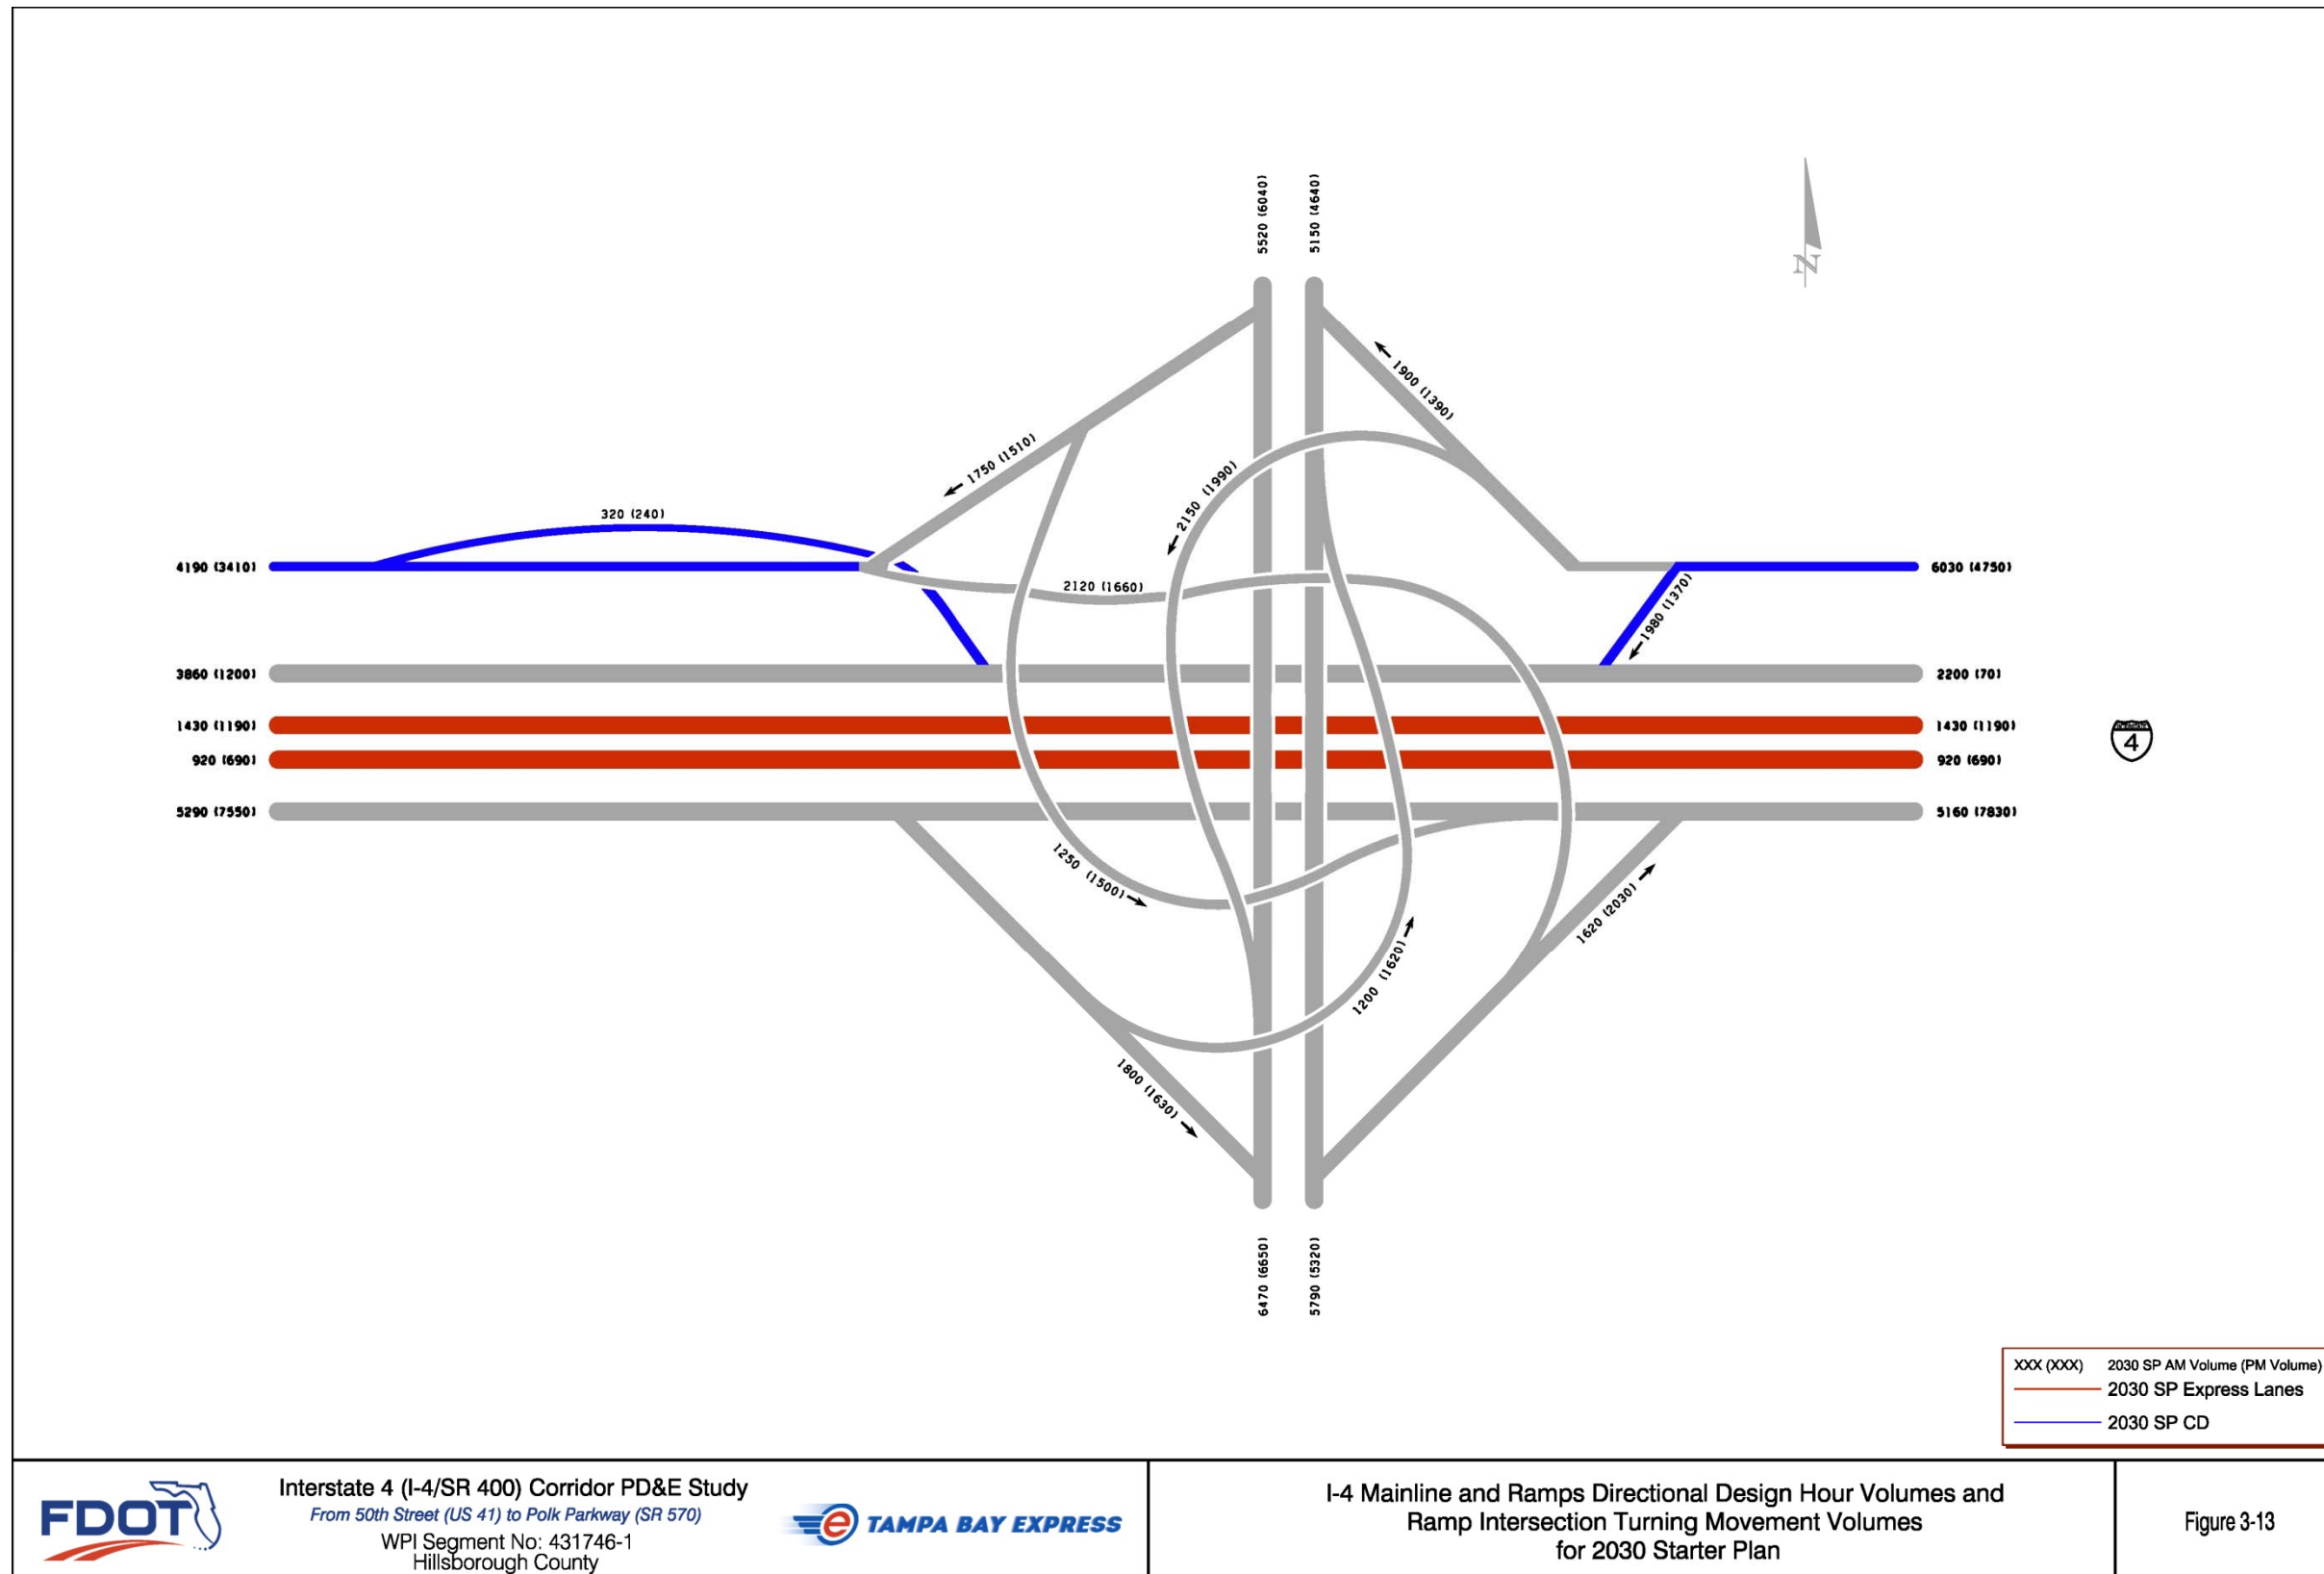 5520 (6040)
5150 (4640)
N
1900 (1390)
1750 (1510)
2150 (1990)
320 (240)
4190 (3410)
6030 (4750)
2120 (1660)
1980 (1370)
3860 (1200)
2200 (70)
1430 (1190)
1430 (1190)
INTERSTATE
4
920 (690)
920 (690)
5290 (7550)
5160 (7830)
1250 (1500)
1620 (2030)
1200 (1620)
1800 (1630)
6470 (6650)
5790 (5320)
XXX (XXX) 2030 SP AM Volume (PM Volume)
2030 SP Express Lanes
2030 SP CD
FDOT
Interstate 4 (I-4/SR 400) Corridor PD&E Study
From 50th Street (US 41) to Polk Parkway (SR 570)
WPI Segment No: 431746-1
Hillsborough County
e TAMPA BAY EXPRESS
I-4 Mainline and Ramps Directional Design Hour Volumes and
Ramp Intersection Turning Movement Volumes
for 2030 Starter Plan
Figure 3-13